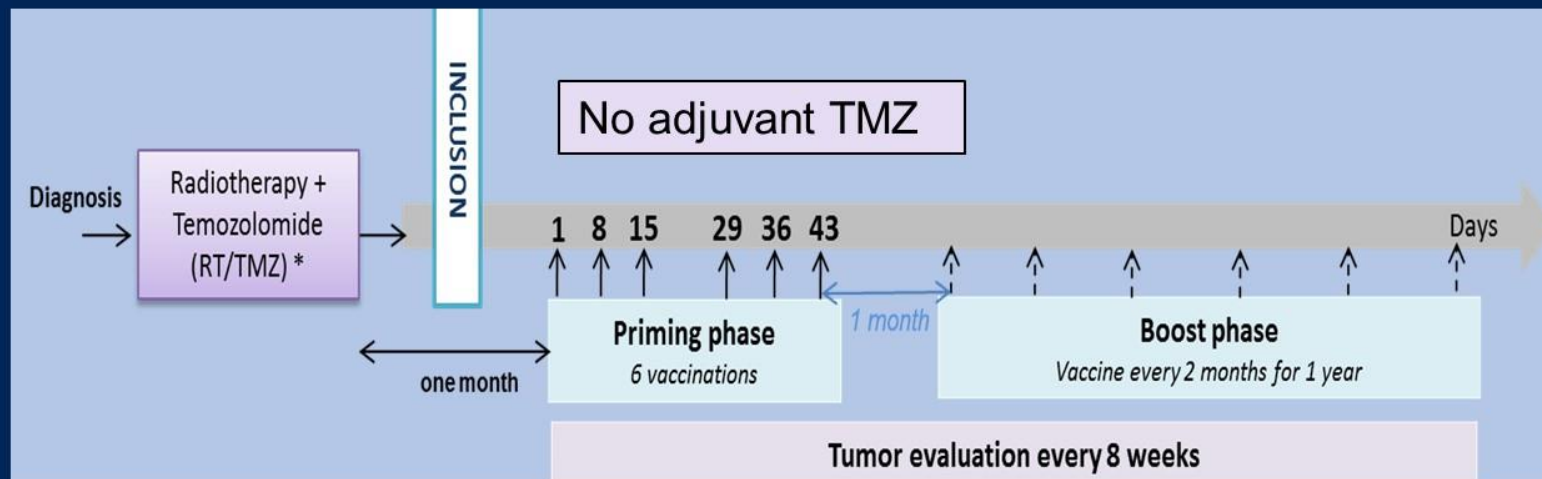 INCLUSION
No adjuvant TMZ
Diagnosis
Radiotherapy +
Temozolomide
(RT/TMZ) *
1 8 15 29 36 43
Days
one month
Priming phase
6 vaccinations
1 month
Boost phase
Vaccine every 2 months for 1 year
Tumor evaluation every 8 weeks